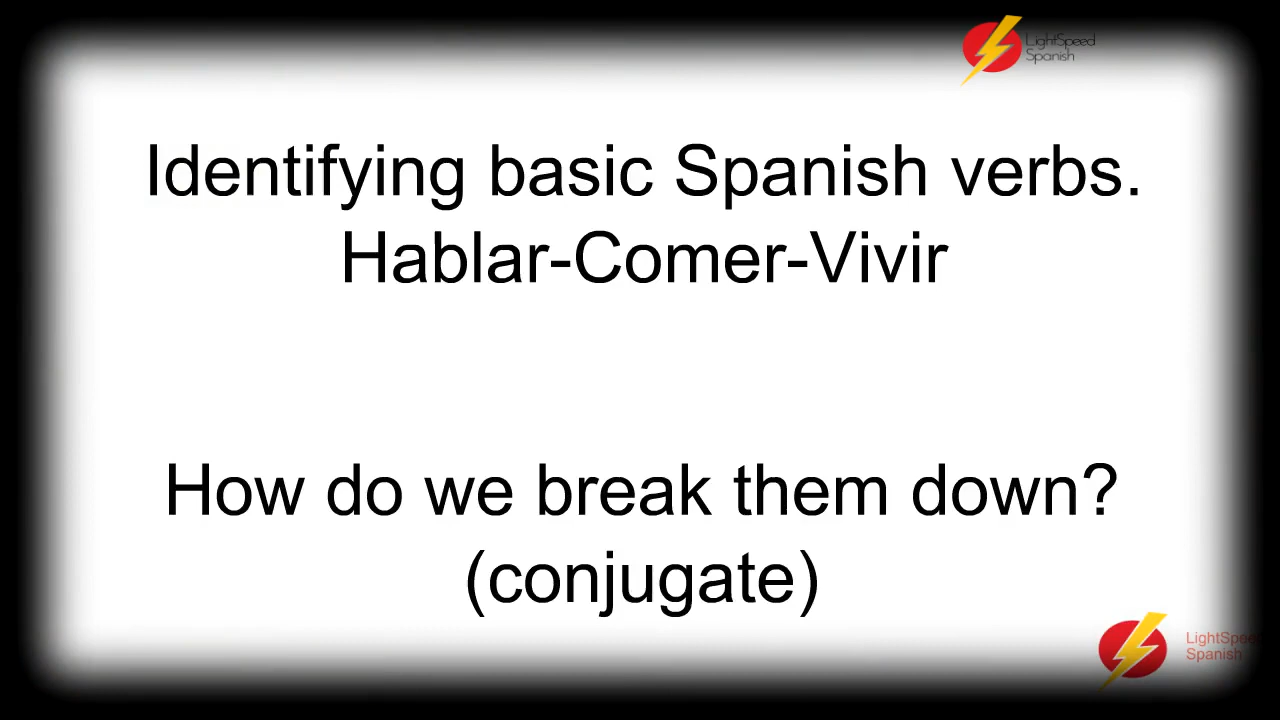 LightSpeed
Spanish
Identifying basic Spanish verbs.
Hablar-Comer-Vivir
How do we break them down?
(conjugate)
LightSpeed
Spanish